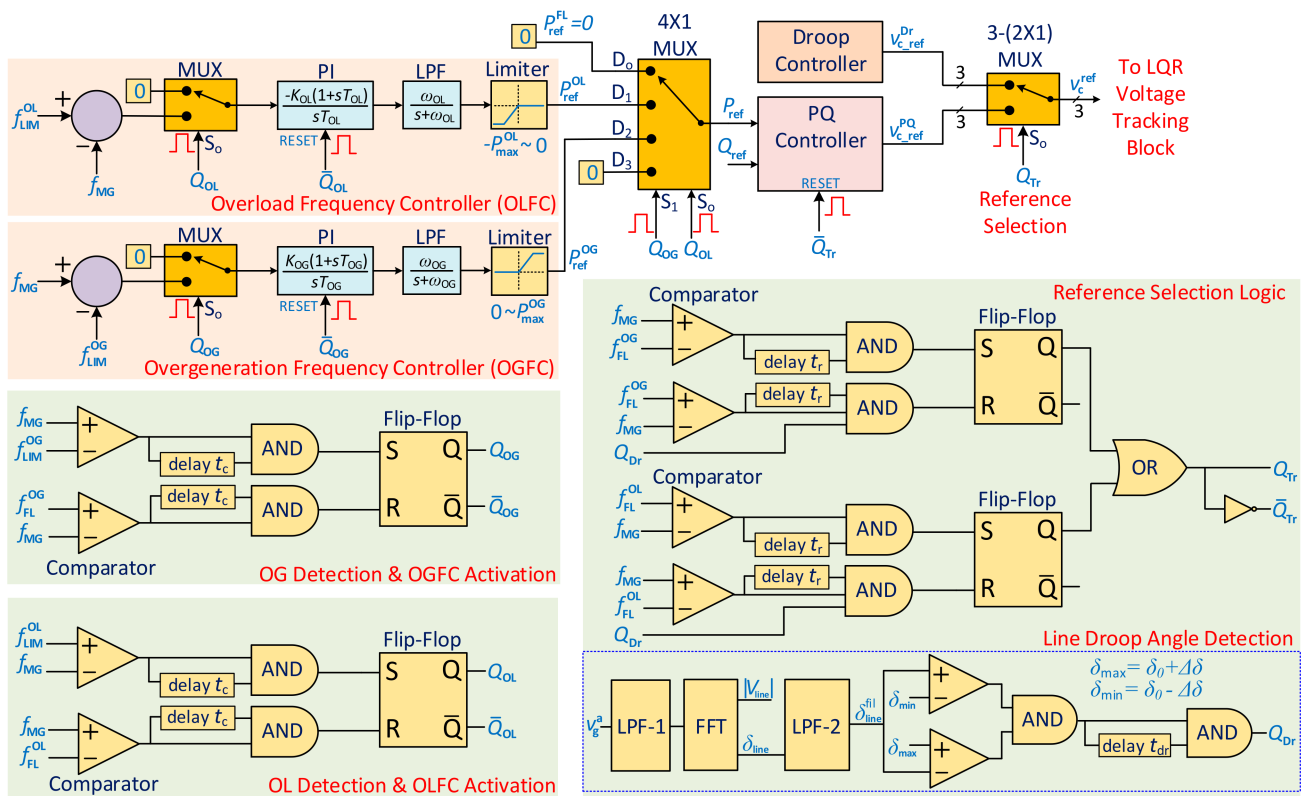 P_ref^FL=0
4X1
MUX
0
D_o
D_1
D_2
D_3
0
S_1
S_o
Q_OG
Q_OL
P_ref^OL
P_ref^OG
MUX
PI
LPF
Limiter
0
f_LIM^OL
+
−
f_MG
S_o
Q_OL
-K_OL(1+sT_OL)
sT_OL
RESET
Q̅_OL
ω_OL
s+ω_OL
-P_max^OL~0
Overload Frequency Controller (OLFC)
MUX
PI
LPF
Limiter
0
f_MG
+
−
f_LIM^OG
S_o
Q_OG
K_OG(1+sT_OG)
sT_OG
RESET
Q̅_OG
ω_OG
s+ω_OG
0~P_max^OG
Overgeneration Frequency Controller (OGFC)
Droop
Controller
P_ref
Q_ref
PQ
Controller
RESET
Q̅_Tr
v_c_ref^Dr
v_c_ref^PQ
3
3
3-(2X1)
MUX
S_o
Q_Tr
Reference
Selection
v_c^ref
3
To LQR
Voltage
Tracking
Block
f_MG
f_LIM^OG
+
−
delay t_c
AND
f_FL^OG
f_MG
+
−
delay t_c
AND
Comparator
Flip-Flop
S
Q
R
Q̅
Q_OG
Q̅_OG
OG Detection & OGFC Activation
f_LIM^OL
f_MG
+
−
delay t_c
AND
f_MG
f_FL^OL
+
−
delay t_c
AND
Comparator
Flip-Flop
S
Q
R
Q̅
Q_OL
Q̅_OL
OL Detection & OLFC Activation
Reference Selection Logic
Comparator
f_MG
f_FL^OG
+
−
delay t_r
AND
f_FL^OG
f_MG
+
−
delay t_r
AND
Q_Dr
Flip-Flop
S
Q
R
Q̅
Comparator
f_FL^OL
f_MG
+
−
delay t_r
AND
f_MG
f_FL^OL
+
−
delay t_r
AND
Q_Dr
Flip-Flop
S
Q
R
Q̅
OR
Q_Tr
Q̅_Tr
Line Droop Angle Detection
v_g^a
LPF-1
FFT
|V_line|
δ_line
LPF-2
δ_line^fil
δ_min
δ_max
+
−
+
−
δ_max= δ_0+Δδ
δ_min= δ_0-Δδ
AND
delay t_dr
AND
Q_Dr